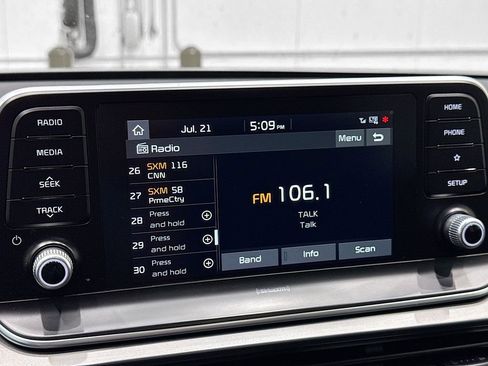 RADIO
MEDIA
SEEK
TRACK
Jul. 21
5:09 PM
Radio
Menu
26 SXM 116
CNN
27 SXM 58
PrmeCtry
28 Press
and hold
29 Press
and hold
30 Press
and hold
FM 106.1
TALK
Talk
Band
Info
Scan
HOME
PHONE
SETUP
(SiriusXM)